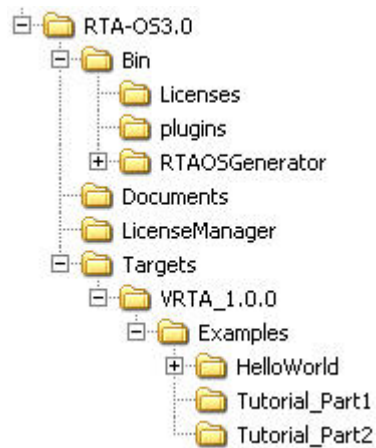 RTA-OS3.0
Bin
Licenses
plugins
RTAOSGenerator
Documents
LicenseManager
Targets
VRTA_1.0.0
Examples
HelloWorld
Tutorial_Part1
Tutorial_Part2